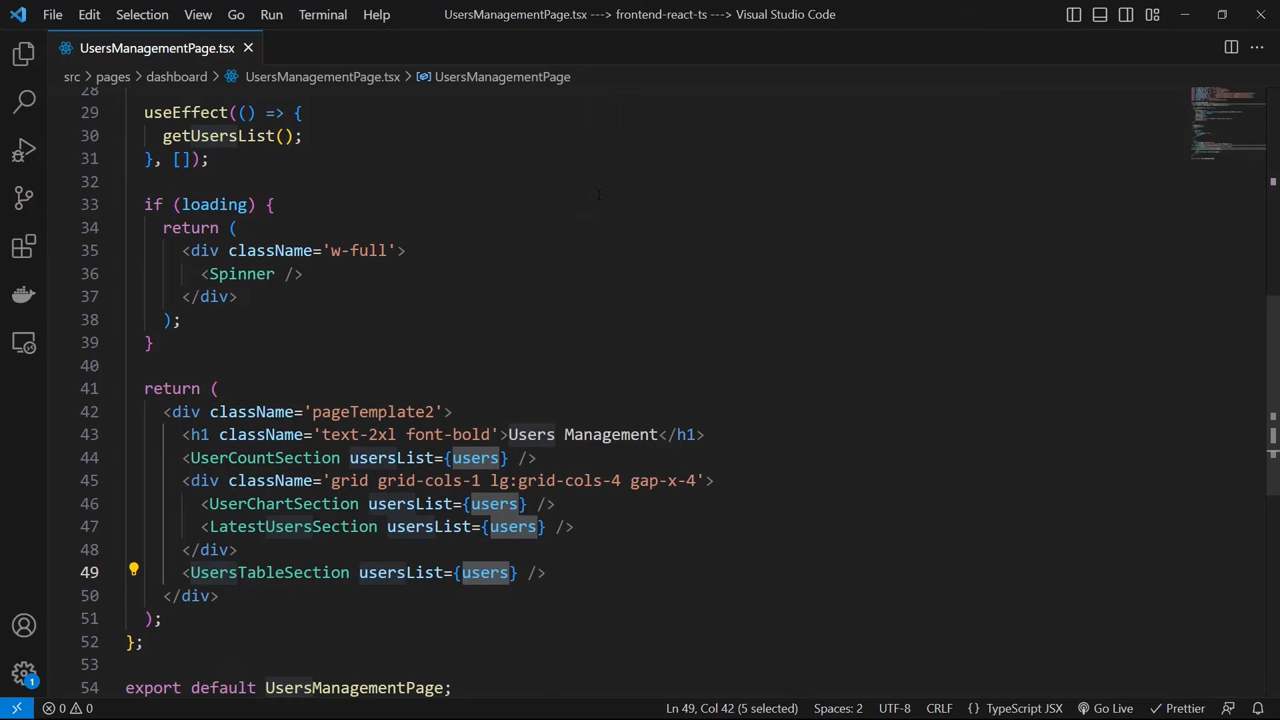 File Edit Selection View Go Run Terminal Help UsersManagementPage.tsx ---> frontend-react-ts ---> Visual Studio Code
UsersManagementPage.tsx
src > pages > dashboard > UsersManagementPage.tsx > UsersManagementPage
28
29 useEffect(() => {
30 getUsersList();
31 }, []);
32
33 if (loading) {
34 return (
35 <div className='w-full'>
36 <Spinner />
37 </div>
38 );
39 }
40
41 return (
42 <div className='pageTemplate2'>
43 <h1 className='text-2xl font-bold'>Users Management</h1>
44 <UserCountSection usersList={users} />
45 <div className='grid grid-cols-1 lg:grid-cols-4 gap-x-4'>
46 <UserChartSection usersList={users} />
47 <LatestUsersSection usersList={users} />
48 </div>
49 <UsersTableSection usersList={users} />
50 </div>
51 );
52 };
53
54 export default UsersManagementPage;
1
0 0 Ln 49, Col 42 (5 selected) Spaces: 2 UTF-8 CRLF {} TypeScript JSX Go Live Prettier